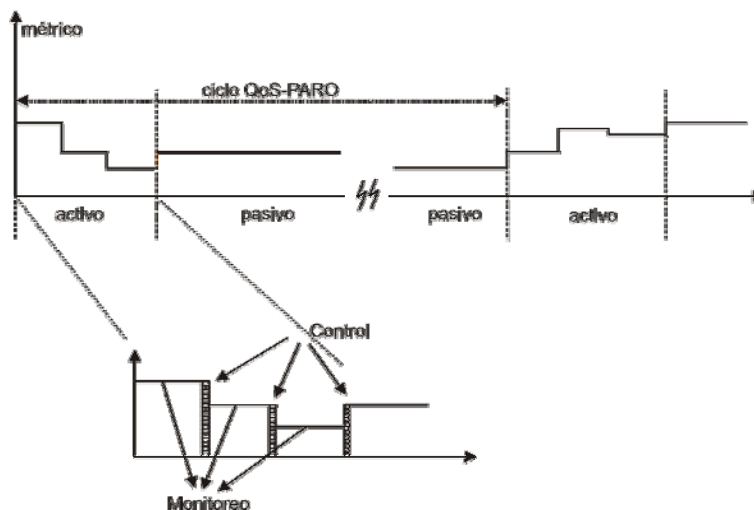 métrico
ciclo QoS-PARO
activo
pasivo
pasivo
activo
Control
Monitoreo